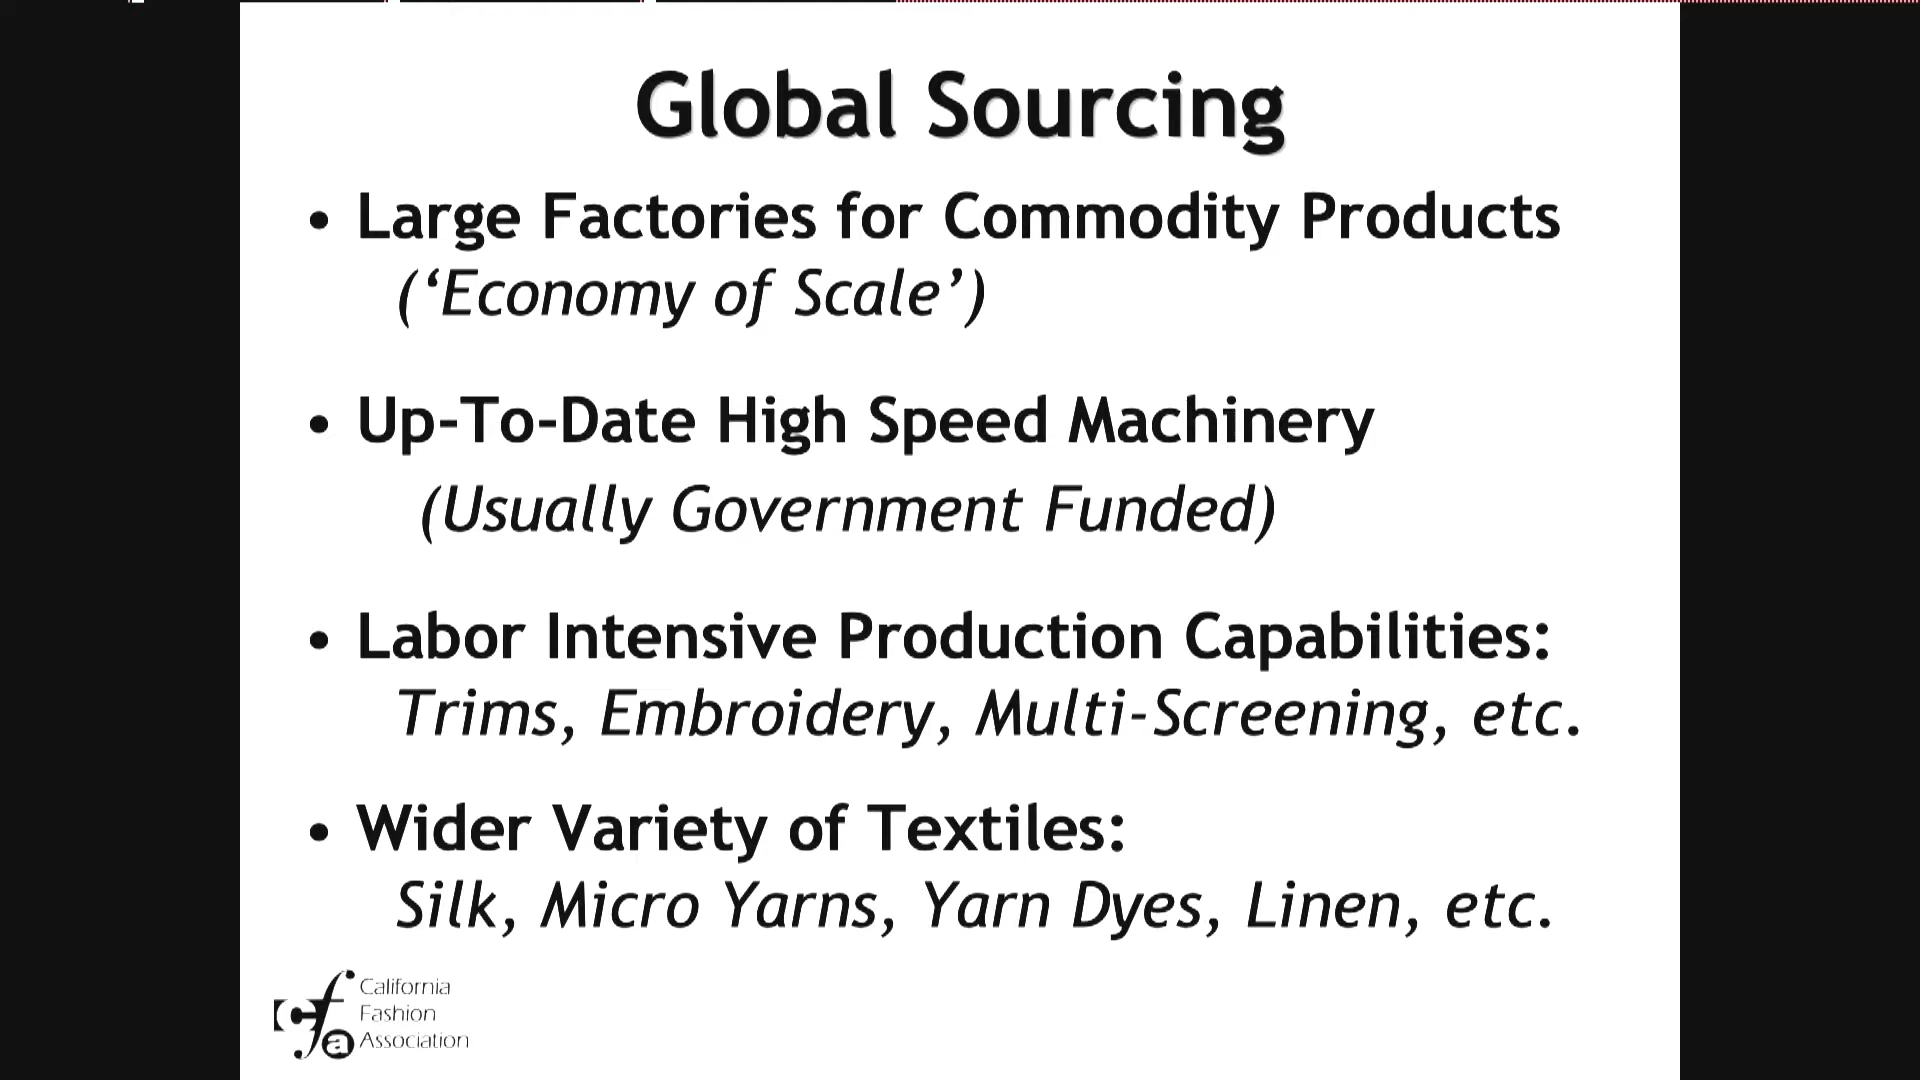 Global Sourcing
• Large Factories for Commodity Products
(‘Economy of Scale’)
• Up-To-Date High Speed Machinery
(Usually Government Funded)
• Labor Intensive Production Capabilities:
Trims, Embroidery, Multi-Screening, etc.
• Wider Variety of Textiles:
Silk, Micro Yarns, Yarn Dyes, Linen, etc.
cfa
California
Fashion
Association